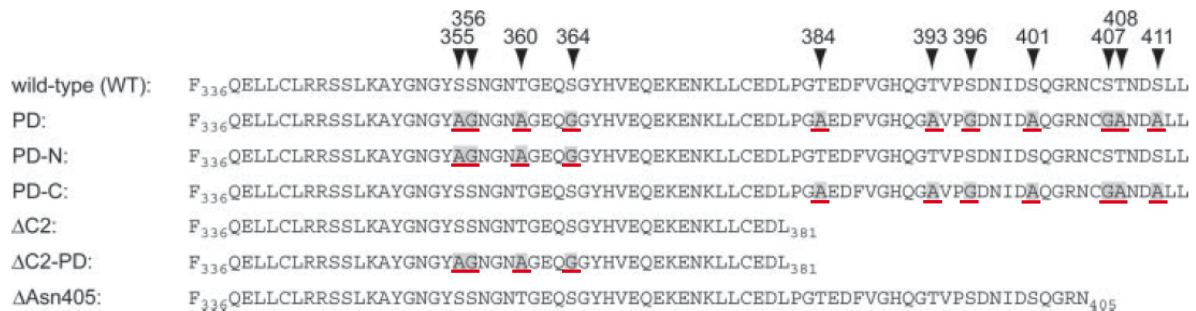 356 408
355 360 364 384 393 396 401 407 411
wild-type (WT): F336QELLCLRRSSLKAYGNGYSSNGNTGEQSGYHVEQEKENKLLCEDLPGTEDFVGHQGTVPSDNIDSQGRNCSTNDSLL
PD: F336QELLCLRRSSLKAYGNGYAGNGNAGEQGGYHVEQEKENKLLCEDLPGAEDFVGHQGAVPGDNIDAQGRNCGANDALL
PD-N: F336QELLCLRRSSLKAYGNGYAGNGNAGEQGGYHVEQEKENKLLCEDLPGTEDFVGHQGTVPSDNIDSQGRNCSTNDSLL
PD-C: F336QELLCLRRSSLKAYGNGYSSNGNTGEQSGYHVEQEKENKLLCEDLPGAEDFVGHQGAVPGDNIDAQGRNCGANDALL
ΔC2: F336QELLCLRRSSLKAYGNGYSSNGNTGEQSGYHVEQEKENKLLCEDL381
ΔC2-PD: F336QELLCLRRSSLKAYGNGYAGNGNAGEQGGYHVEQEKENKLLCEDL381
ΔAsn405: F336QELLCLRRSSLKAYGNGYSSNGNTGEQSGYHVEQEKENKLLCEDLPGTEDFVGHQGTVPSDNIDSQGRN405